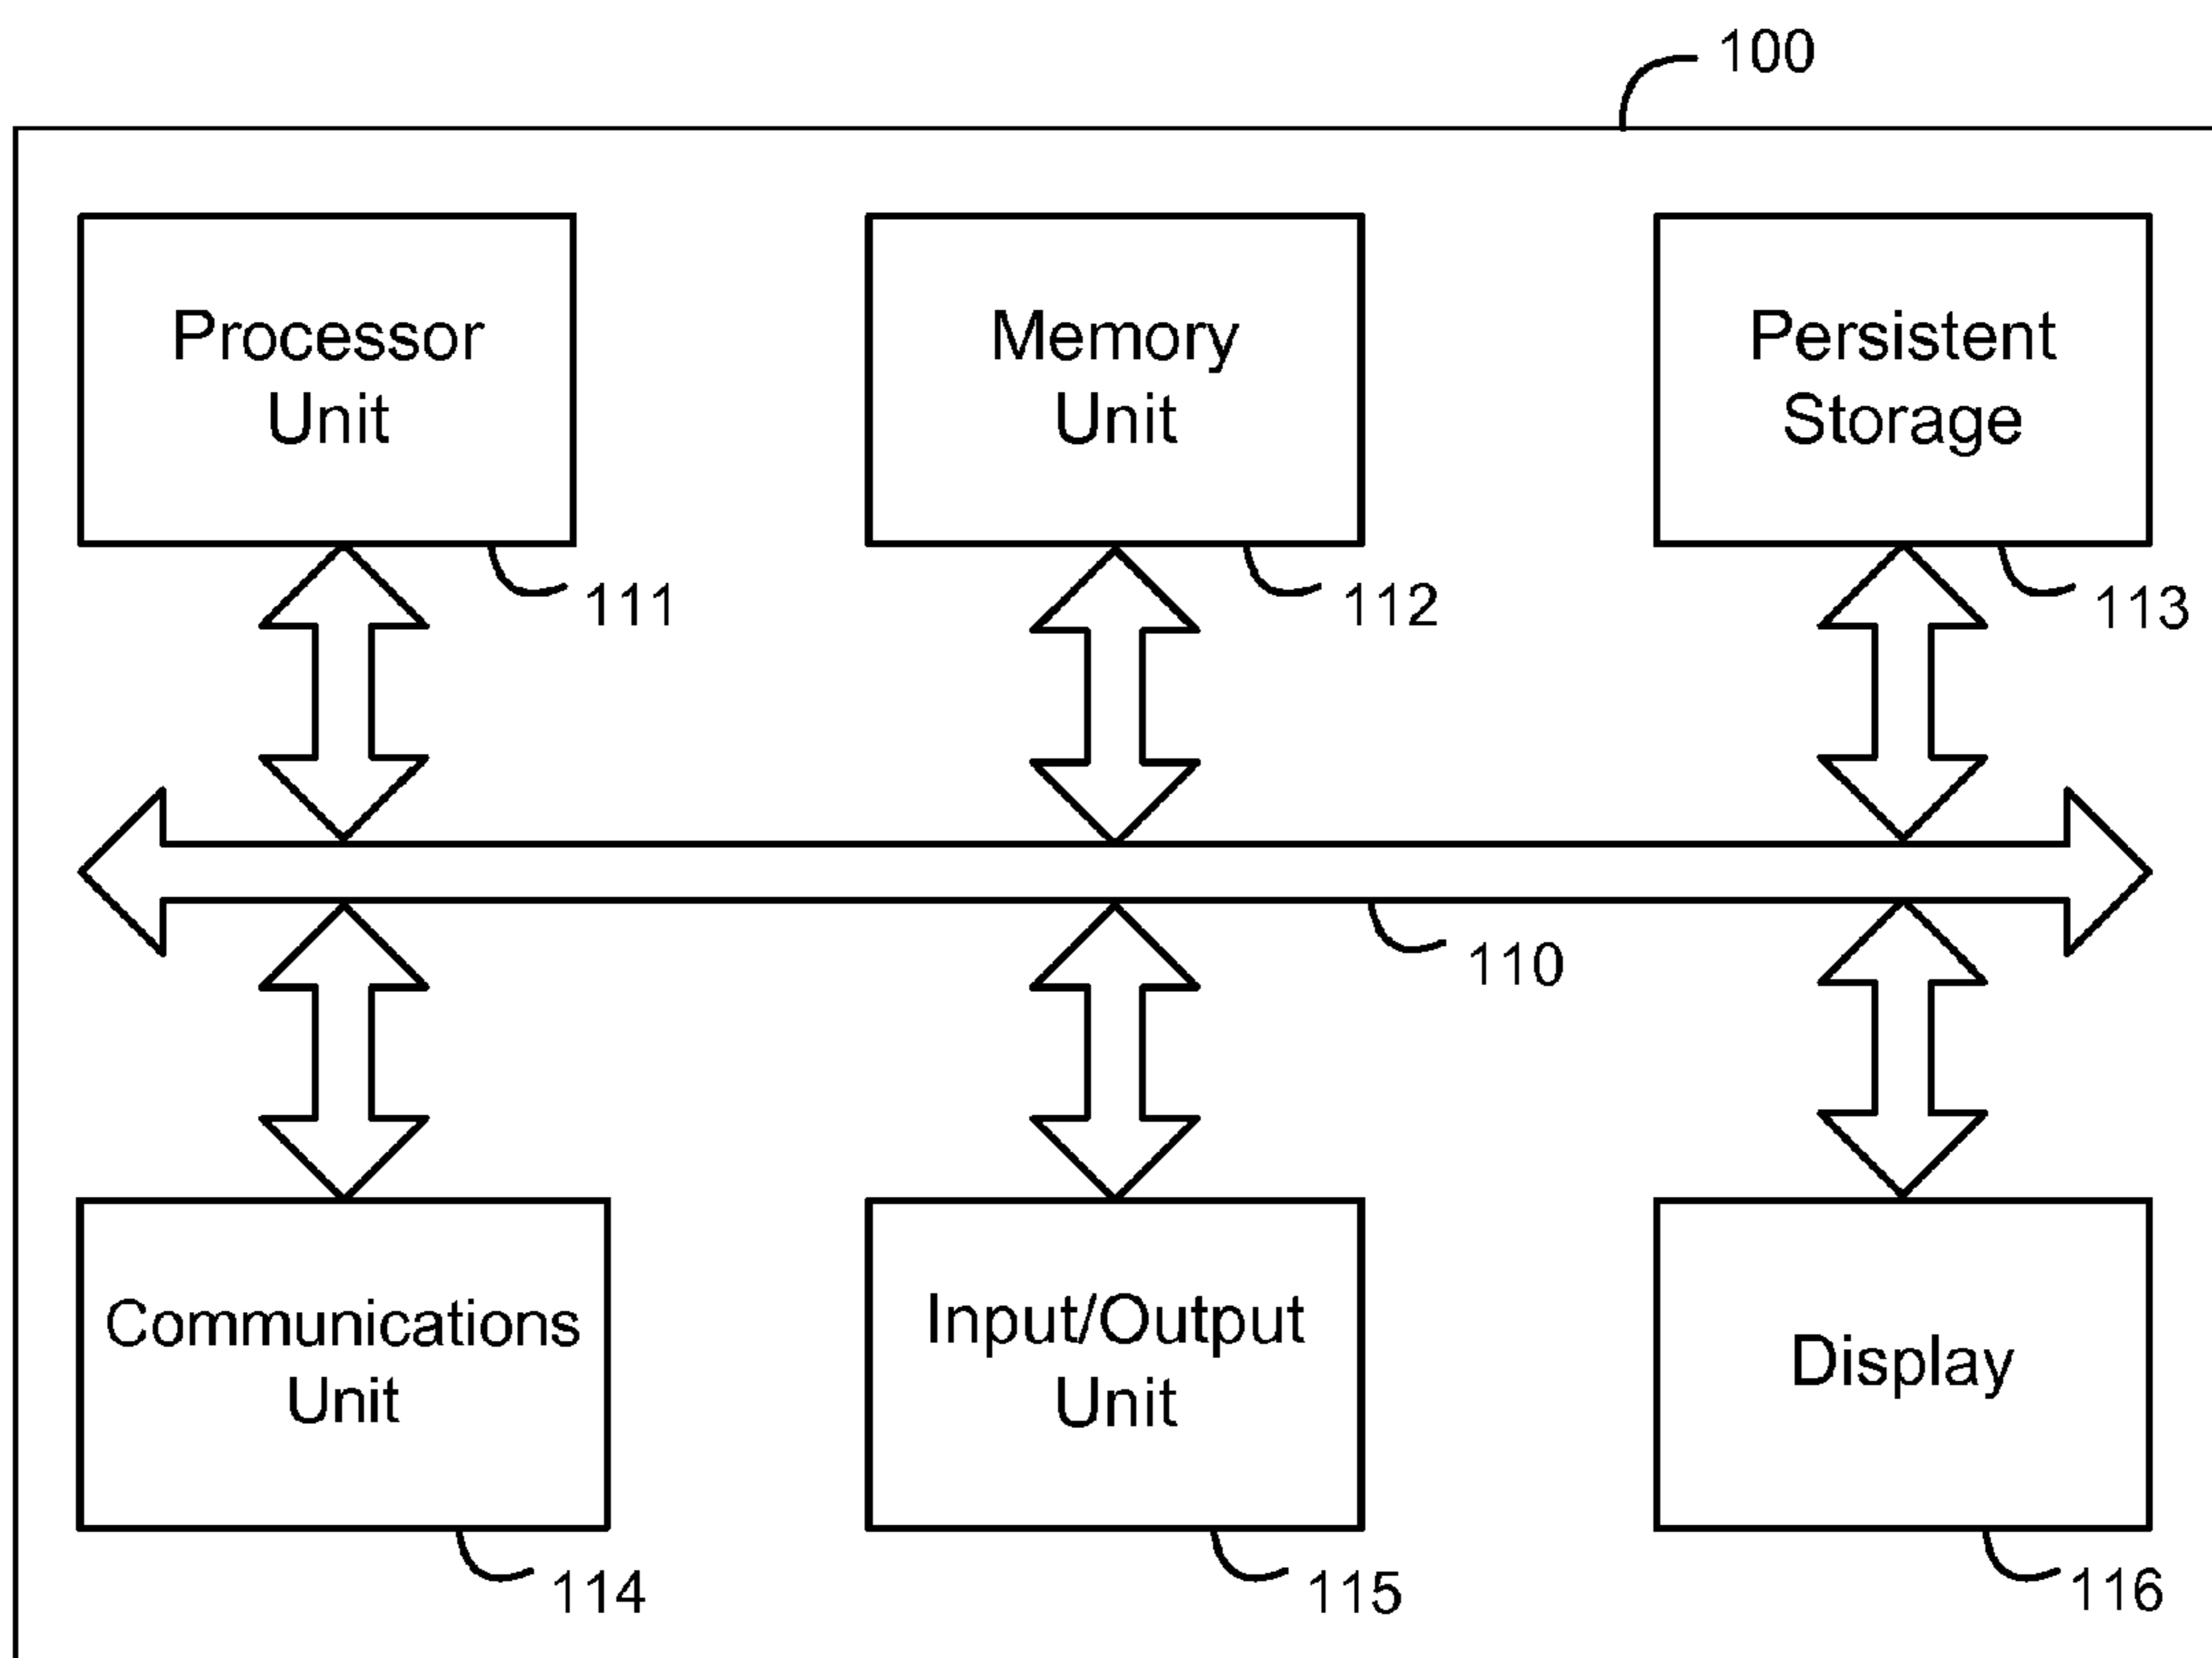 100
Processor
Unit
Memory
Unit
Persistent
Storage
111
112
113
110
Communications
Unit
Input/Output
Unit
Display
114
115
116